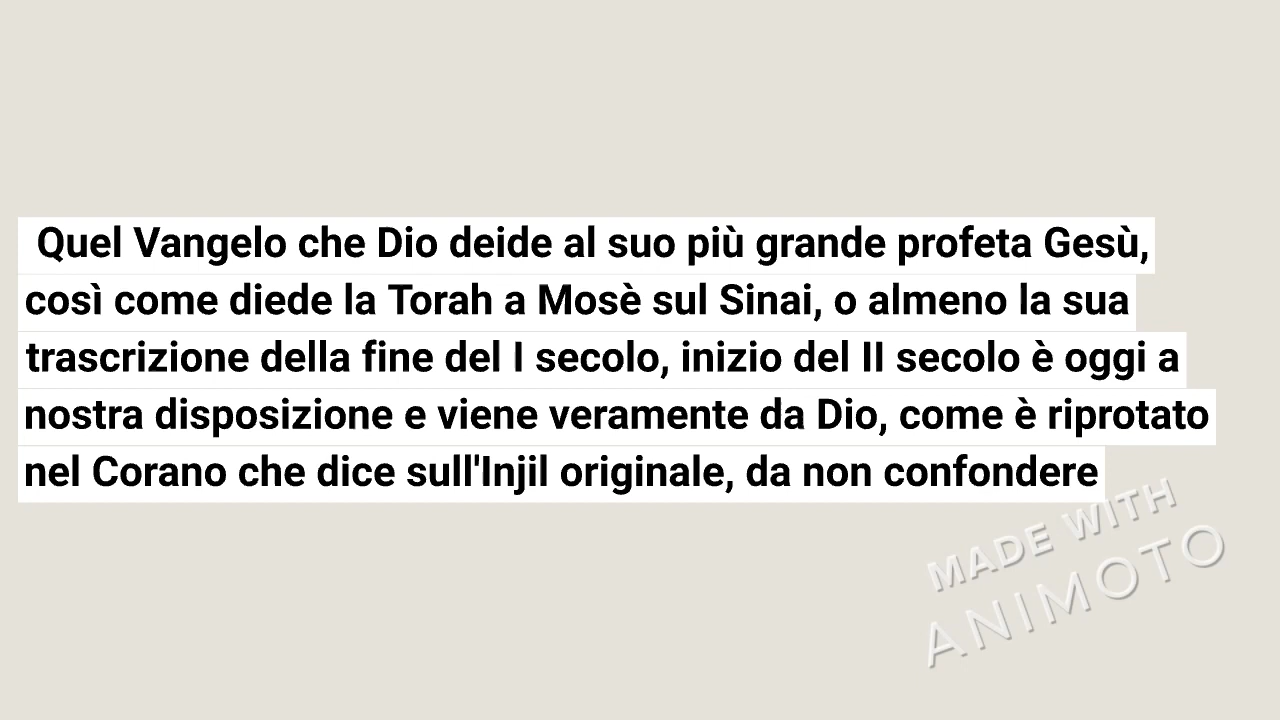 Quel Vangelo che Dio deide al suo più grande profeta Gesù,
così come diede la Torah a Mosè sul Sinai, o almeno la sua
trascrizione della fine del I secolo, inizio del II secolo è oggi a
nostra disposizione e viene veramente da Dio, come è riprotato
nel Corano che dice sull'Injil originale, da non confondere
MADE WITH
ANIMOTO